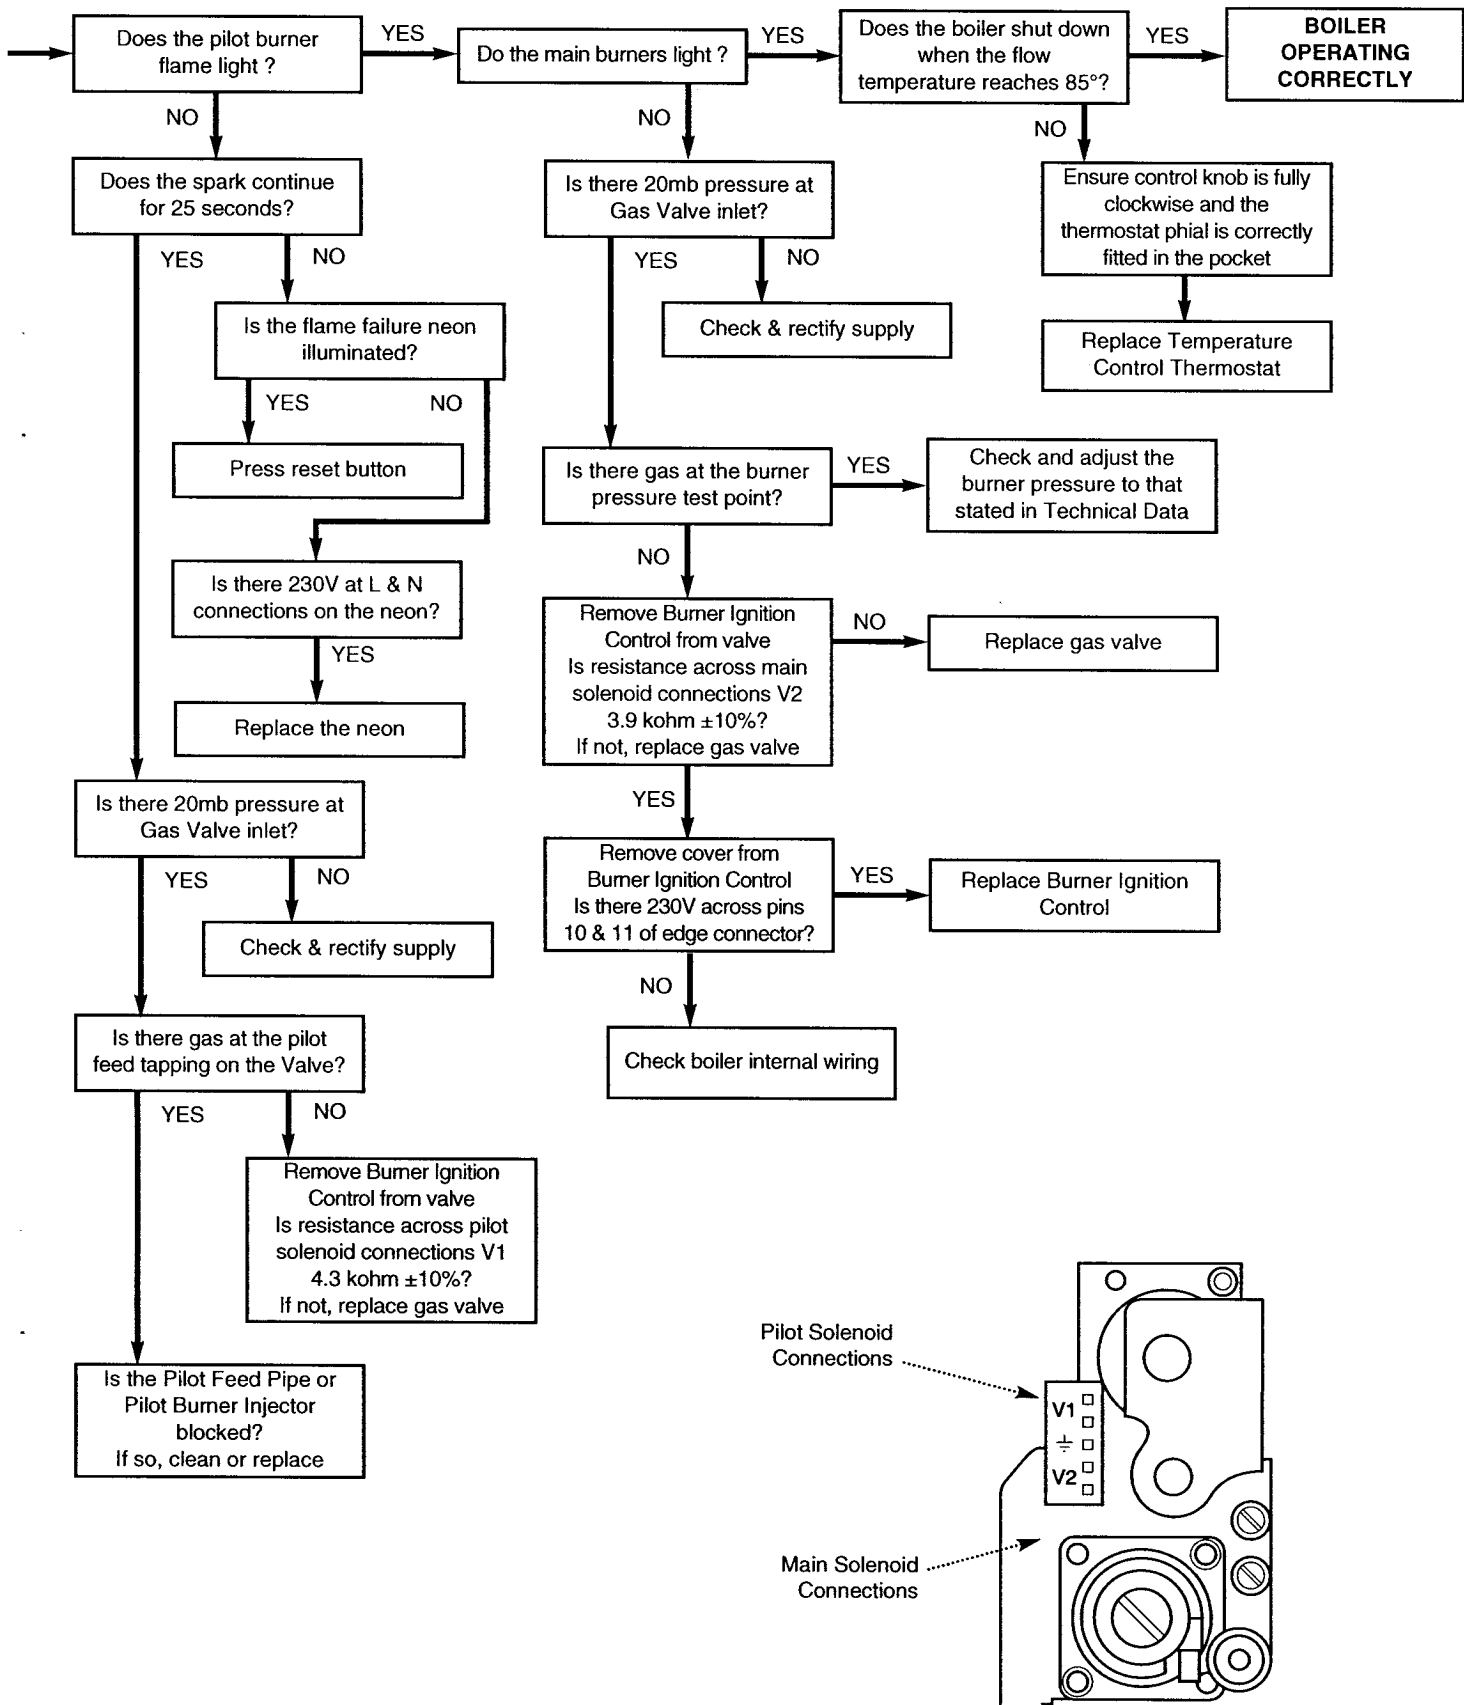 Does the pilot burner
flame light ?
YES
Do the main burners light ?
YES
Does the boiler shut down
when the flow
temperature reaches 85°?
YES
BOILER
OPERATING
CORRECTLY
NO
NO
NO
Does the spark continue
for 25 seconds?
Is there 20mb pressure at
Gas Valve inlet?
Ensure control knob is fully
clockwise and the
thermostat phial is correctly
fitted in the pocket
YES
NO
YES
NO
Is the flame failure neon
illuminated?
Check & rectify supply
Replace Temperature
Control Thermostat
YES
NO
Press reset button
Is there gas at the burner
pressure test point?
YES
Check and adjust the
burner pressure to that
stated in Technical Data
NO
Is there 230V at L & N
connections on the neon?
Remove Burner Ignition
Control from valve
Is resistance across main
solenoid connections V2
3.9 kohm ±10%?
If not, replace gas valve
NO
Replace gas valve
YES
Replace the neon
YES
Is there 20mb pressure at
Gas Valve inlet?
Remove cover from
Burner Ignition Control
Is there 230V across pins
10 & 11 of edge connector?
YES
Replace Burner Ignition
Control
YES
NO
Check & rectify supply
NO
Is there gas at the pilot
feed tapping on the Valve?
Check boiler internal wiring
YES
NO
Remove Burner Ignition
Control from valve
Is resistance across pilot
solenoid connections V1
4.3 kohm ±10%?
If not, replace gas valve
Is the Pilot Feed Pipe or
Pilot Burner Injector
blocked?
If so, clean or replace
Pilot Solenoid
Connections
V1
V2
Main Solenoid
Connections